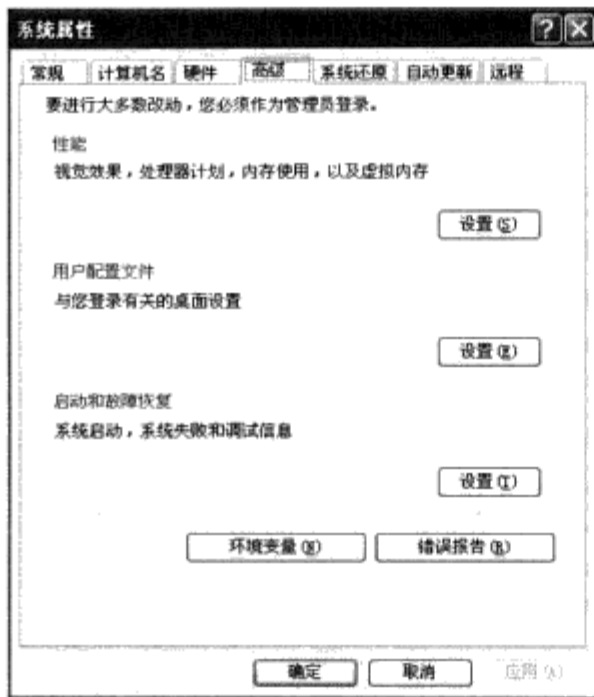 系统属性
常规 计算机名 硬件 高级 系统还原 自动更新 远程
要进行大多数改动，您必须作为管理员登录。
性能
视觉效果，处理器计划，内存使用，以及虚拟内存
设置(S)
用户配置文件
与您登录有关的桌面设置
设置(E)
启动和故障恢复
系统启动，系统失败和调试信息
设置(T)
环境变量(N) 错误报告(R)
确定 取消 应用(A)